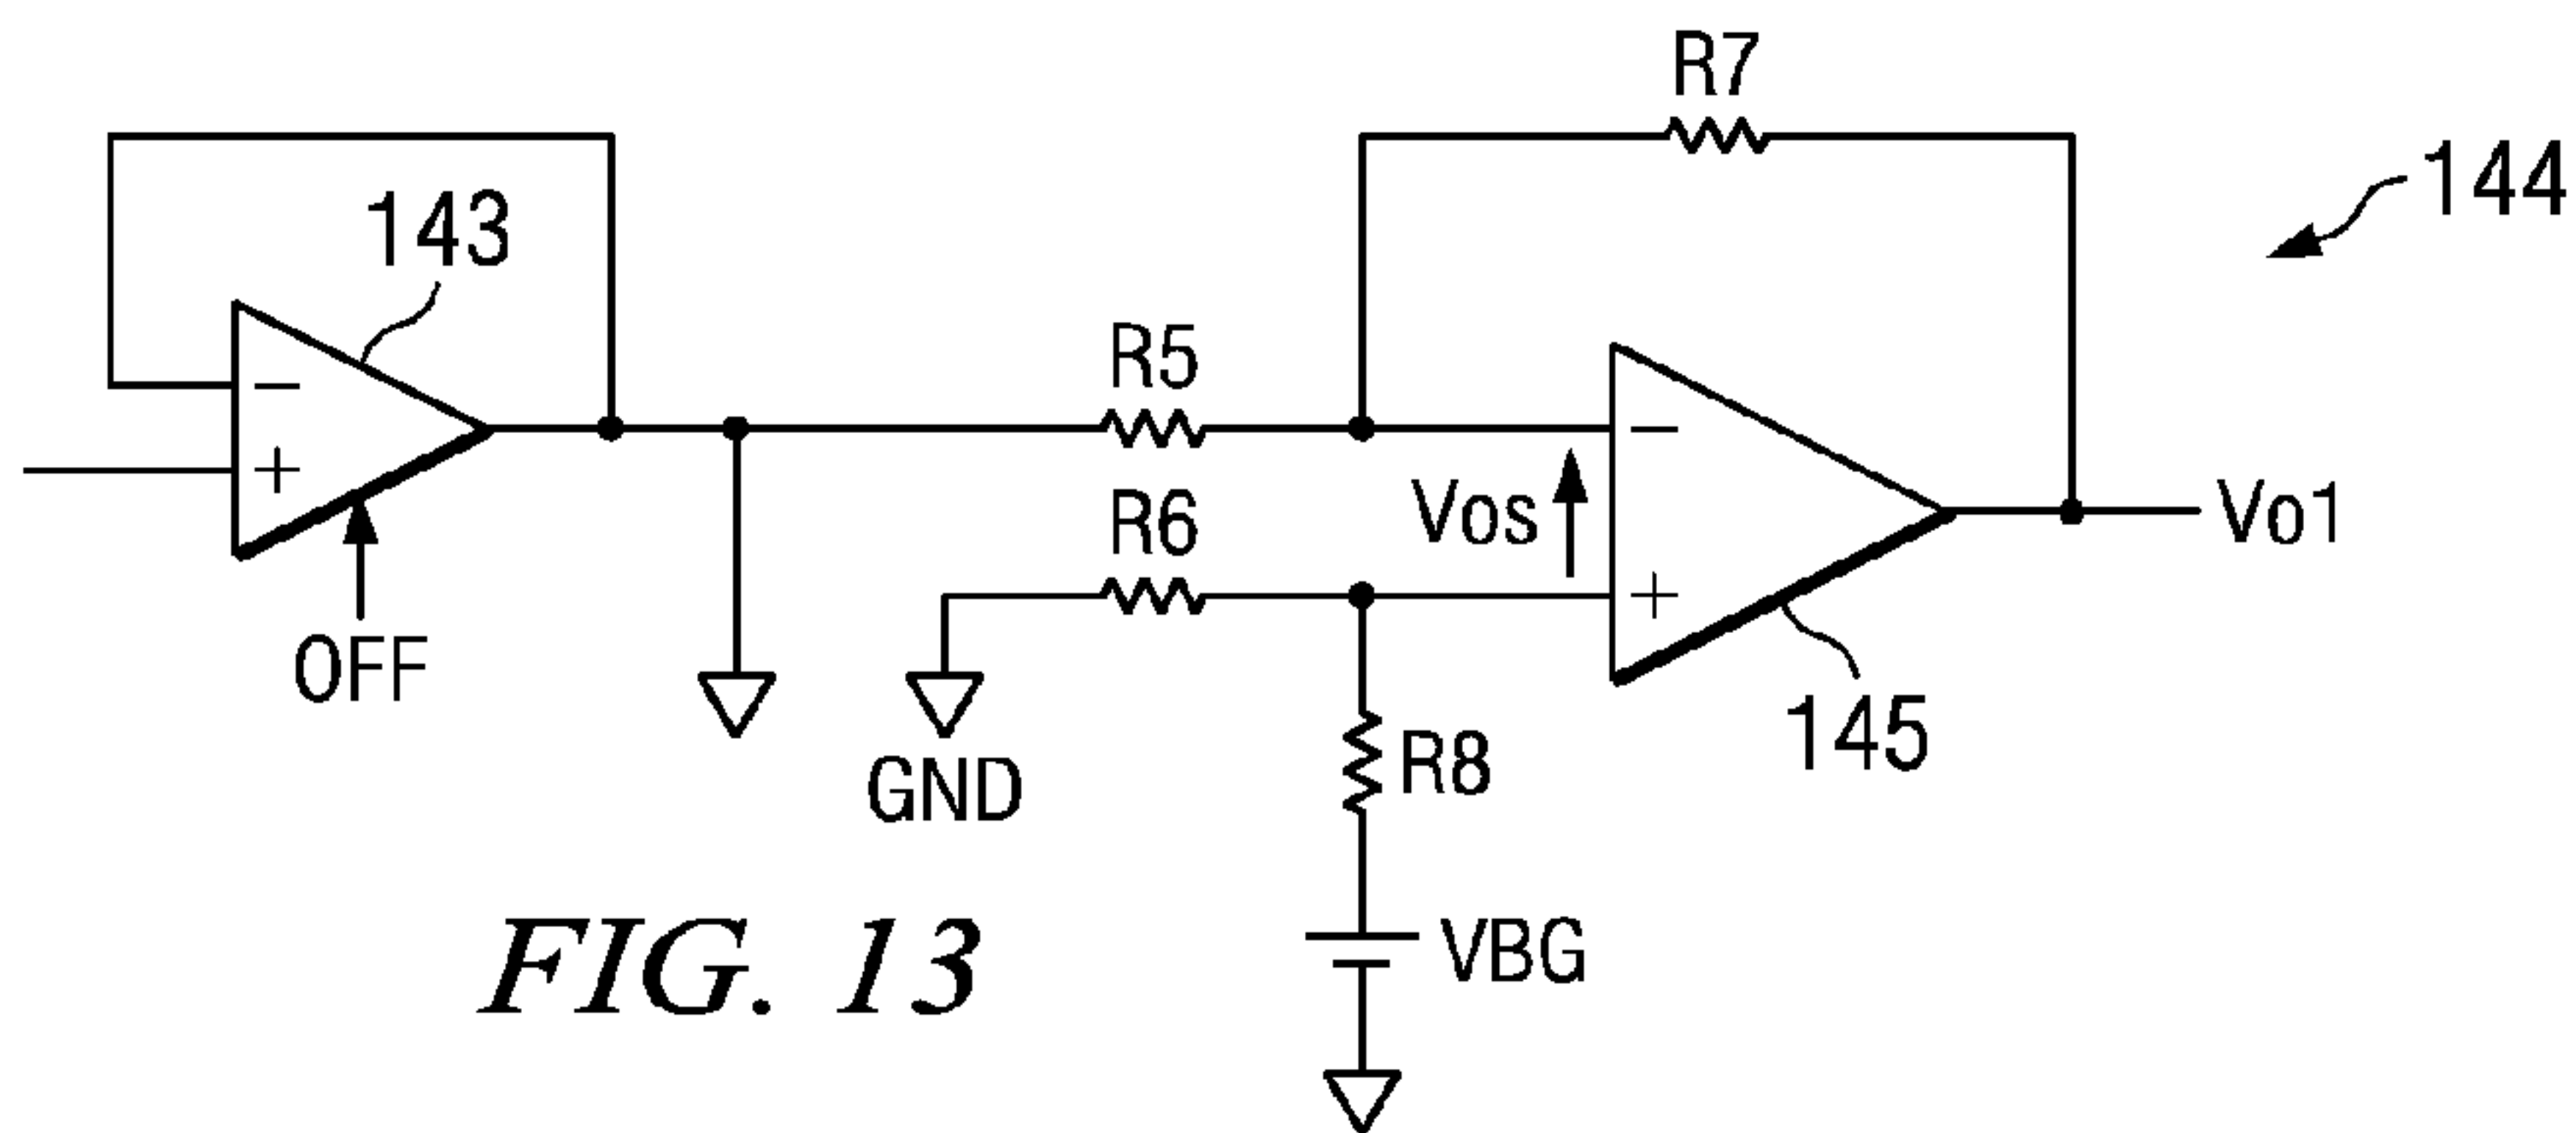 R7
144
143
R5
−
−
+
Vos
Vo1
R6
+
OFF
GND
R8
145
VBG
FIG. 13